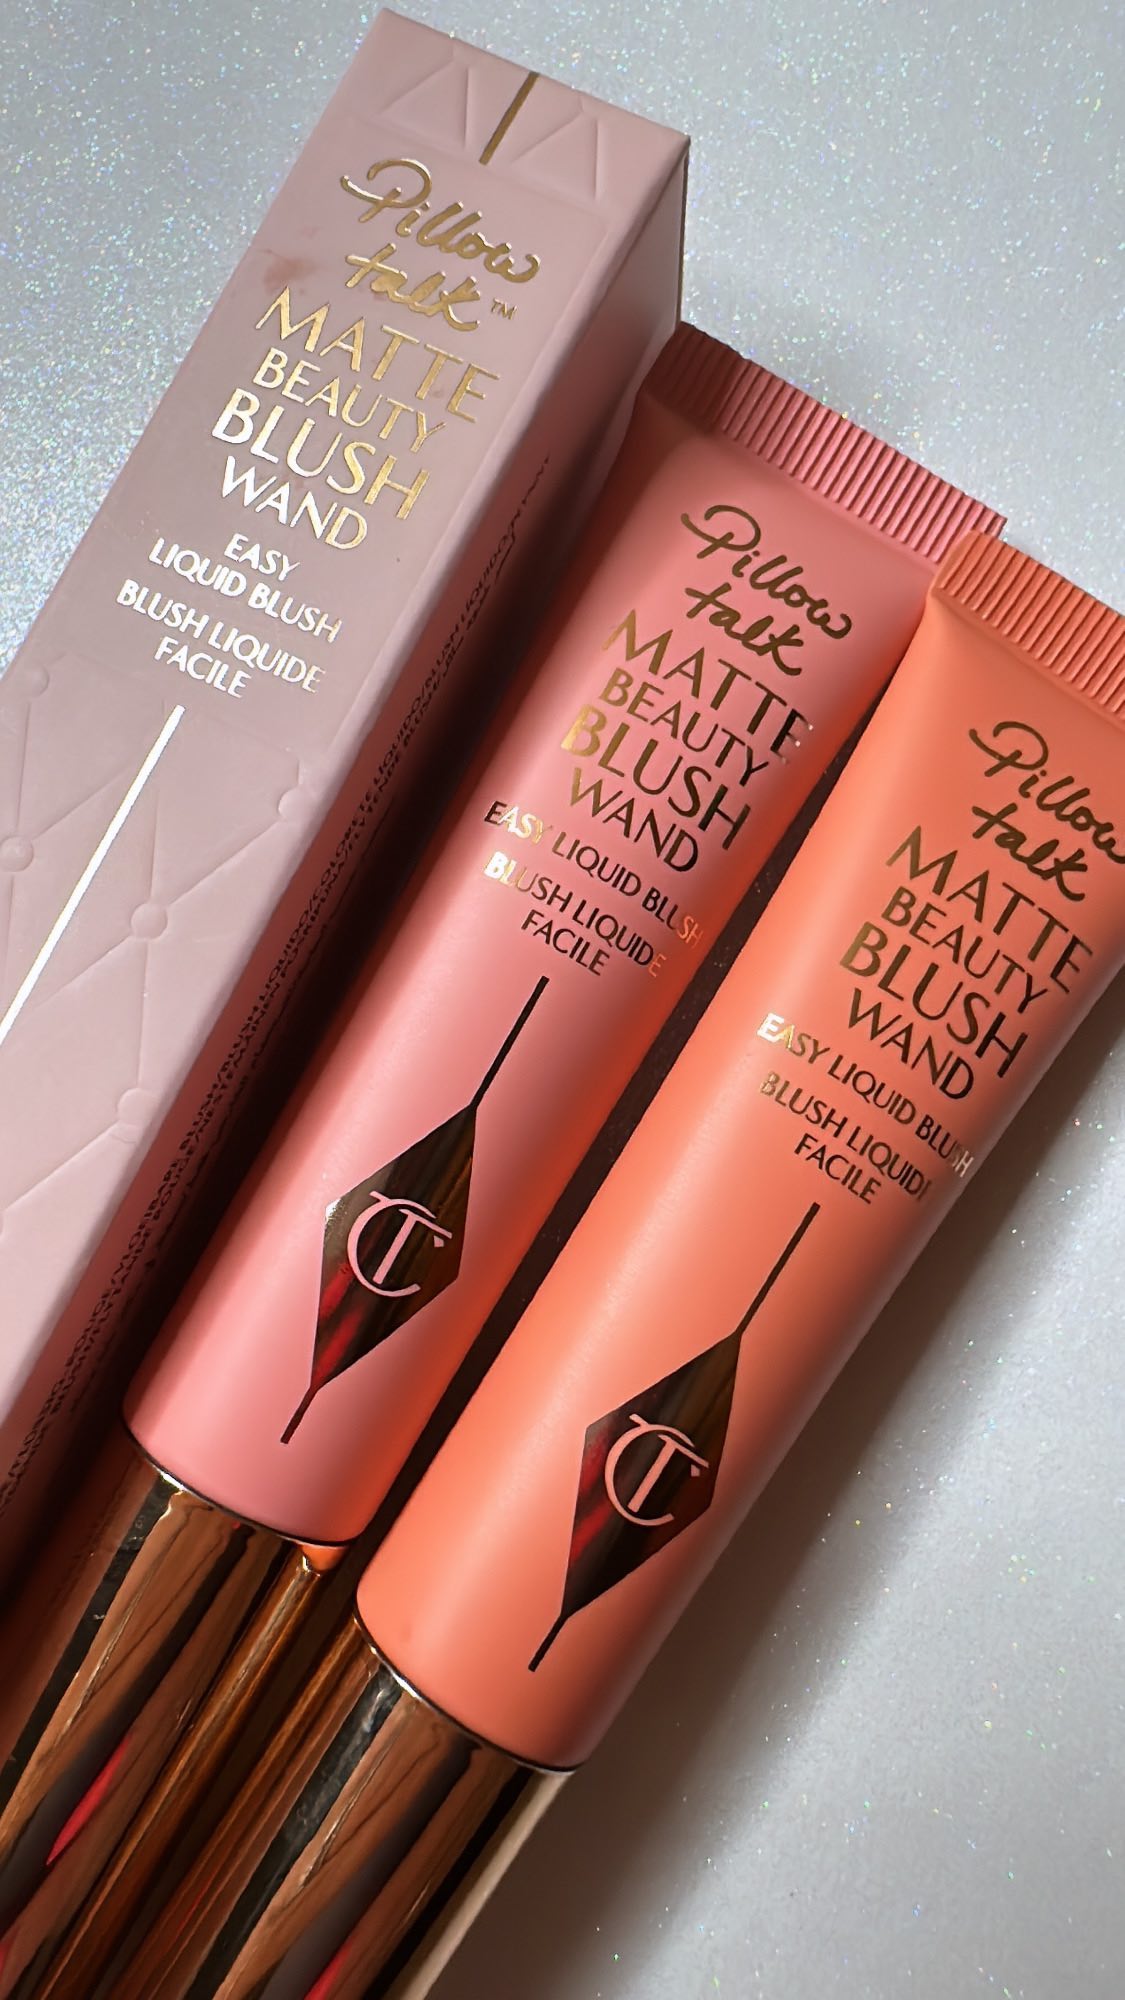 Pillow
talk™
MATTE
BEAUTY
BLUSH
WAND
EASY
LIQUID BLUSH
BLUSH LIQUIDE
FACILE
Pillow
talk
MATTE
BEAUTY
BLUSH
WAND
EASY LIQUID BLUSH
BLUSH LIQUIDE
FACILE
CT
Pillow
talk
MATTE
BEAUTY
BLUSH
WAND
EASY LIQUID BLUSH
BLUSH LIQUIDE
FACILE
CT